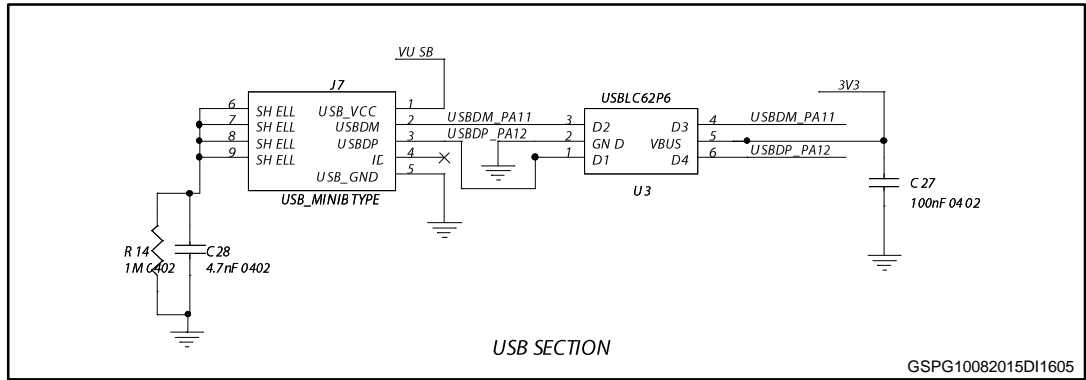 VU SB
J7
USBLC62P6
3V3
6 SH ELL USB_VCC 1
7 SH ELL USBDM 2 USBDM_PA11 3 D2 D3 4 USBDM_PA11
8 SH ELL USBDP 3 USBDP_PA12 2 GN D VBUS 5
9 SH ELL ID 4 1 D1 D4 6 USBDP_PA12
USB_GND 5
USB_MINIB TYPE
U3
C 27
100nF 04 02
R 14
1M 0402
C 28
4.7nF 0402
USB SECTION
GSPG10082015DI1605